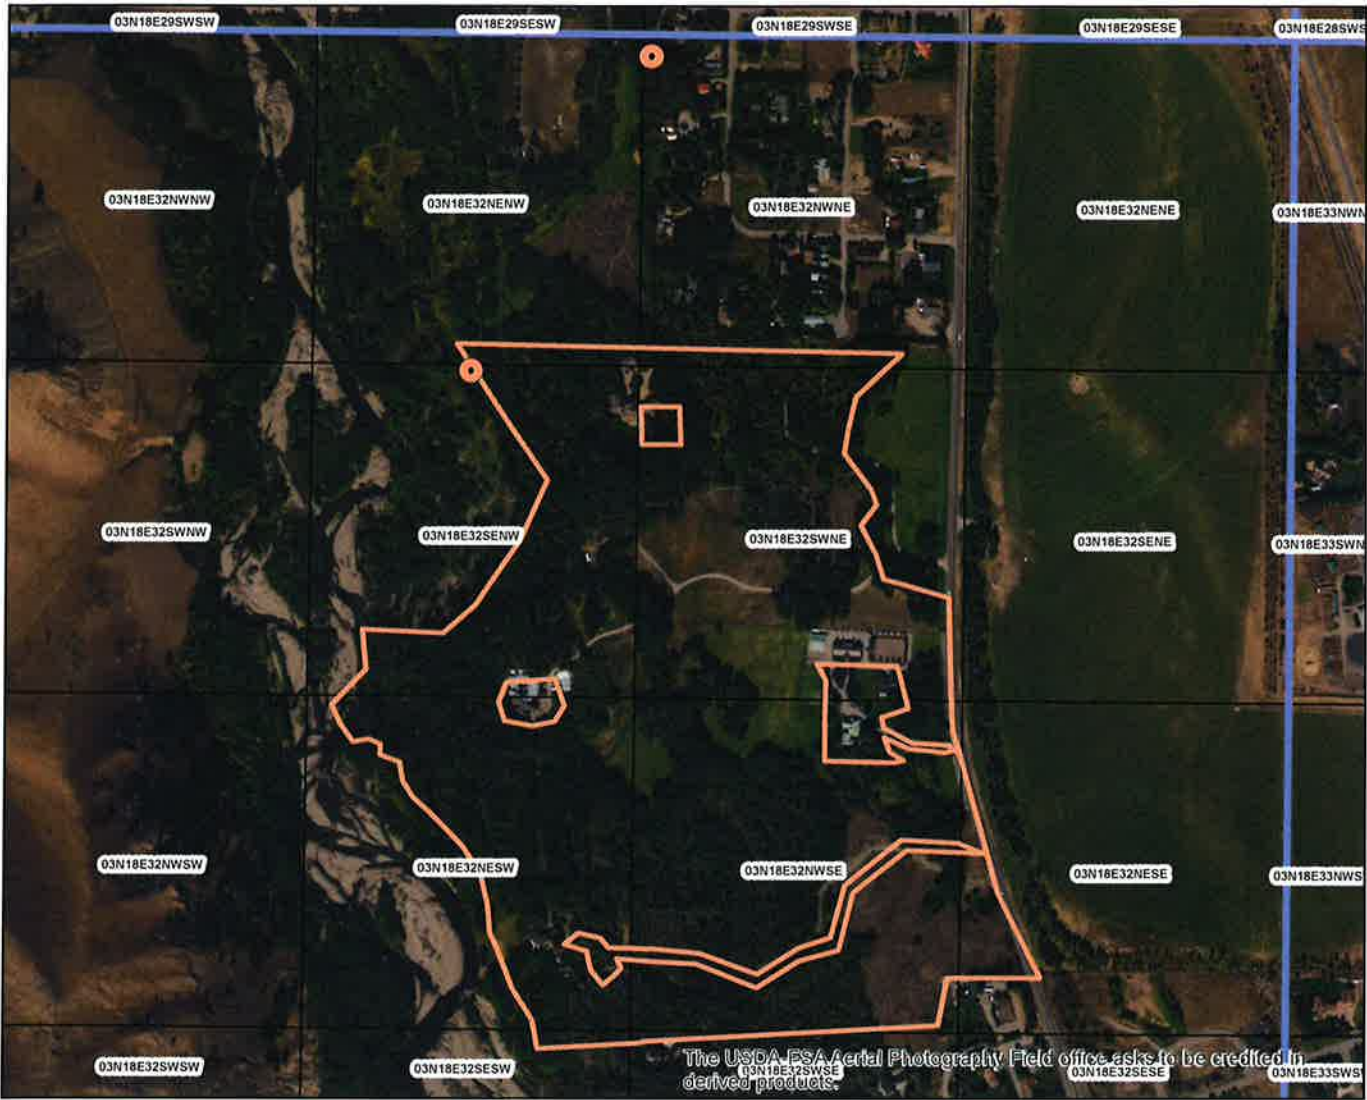 03N18E29SWSW
03N18E29SESW
03N18E29SWSE
03N18E29SESE
03N18E28SWS
03N18E32NWNW
03N18E32NENW
03N18E32NWNE
03N18E32NENE
03N18E33NWN
03N18E32SWNW
03N18E32SENW
03N18E32SWNE
03N18E32SENE
03N18E33SWN
03N18E32NWSW
03N18E32NESW
03N18E32NWSE
03N18E32NESE
03N18E33NWS
03N18E32SWSW
03N18E32SESW
03N18E32SWSE
03N18E32SESE
03N18E33SWS
The USDA FSA Aerial Photography Field office asks to be credited in
derived products.